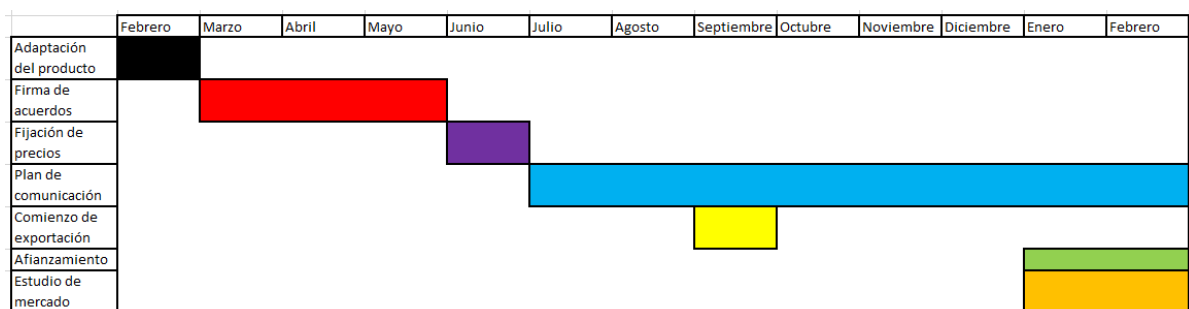 Febrero Marzo Abril Mayo Junio Julio Agosto Septiembre Octubre Noviembre Diciembre Enero Febrero
Adaptación
del producto
Firma de
acuerdos
Fijación de
precios
Plan de
comunicación
Comienzo de
exportación
Afianzamiento
Estudio de
mercado